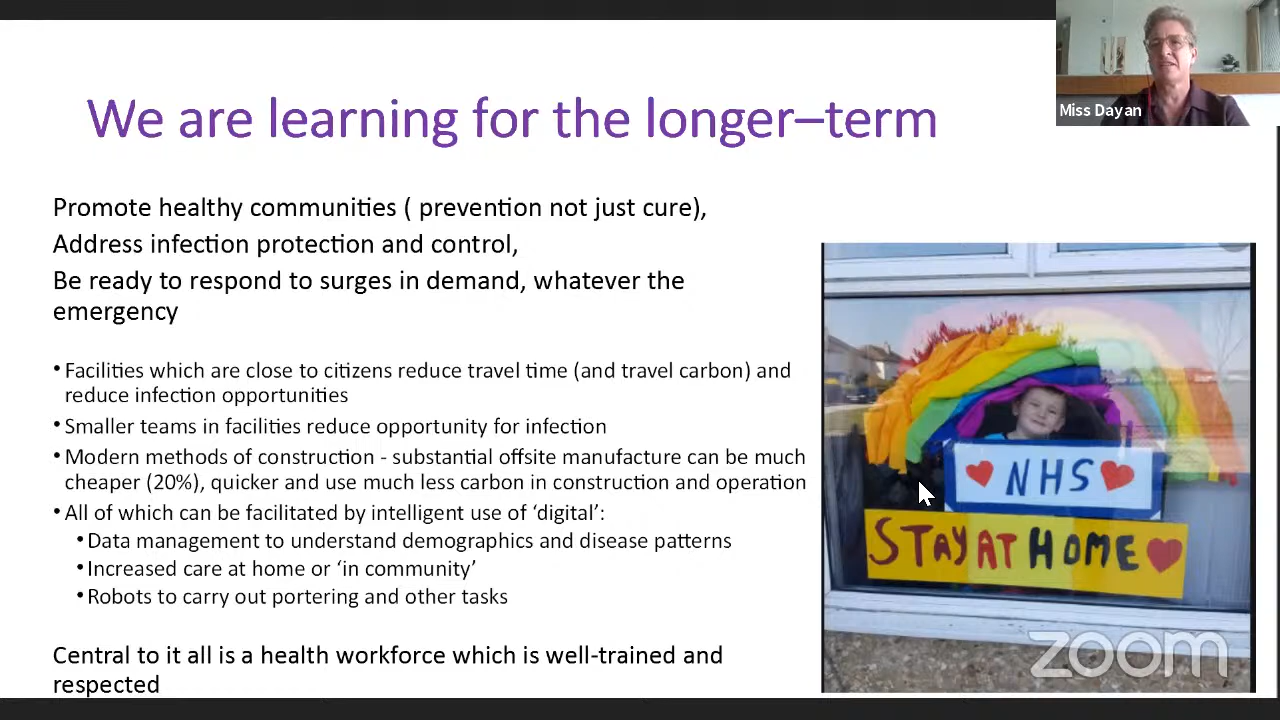 Miss Dayan
We are learning for the longer–term
Promote healthy communities ( prevention not just cure),
Address infection protection and control,
Be ready to respond to surges in demand, whatever the
emergency
•Facilities which are close to citizens reduce travel time (and travel carbon) and
reduce infection opportunities
•Smaller teams in facilities reduce opportunity for infection
•Modern methods of construction - substantial offsite manufacture can be much
cheaper (20%), quicker and use much less carbon in construction and operation
•All of which can be facilitated by intelligent use of ‘digital’:
•Data management to understand demographics and disease patterns
•Increased care at home or ‘in community’
•Robots to carry out portering and other tasks
Central to it all is a health workforce which is well-trained and
respected
NHS
STAY AT HOME
zoom